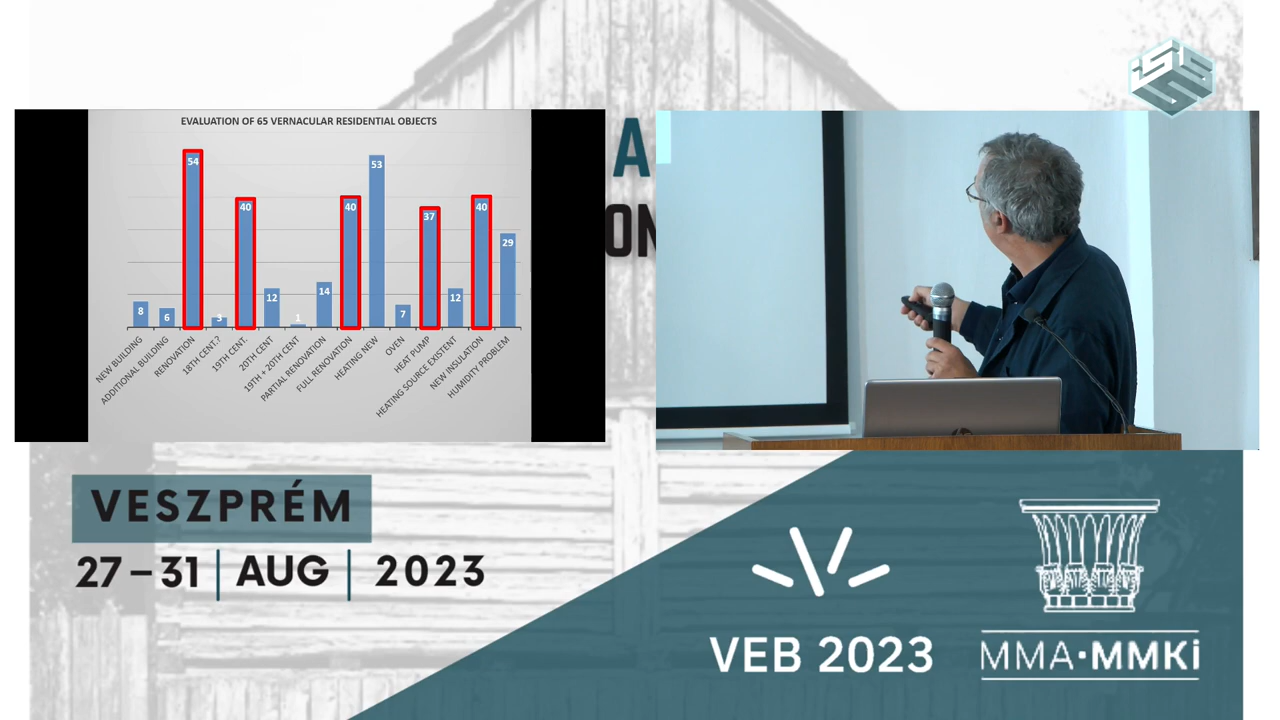 EVALUATION OF 65 VERNACULAR RESIDENTIAL OBJECTS
54
53
40
40
40
37
29
14
12
12
8
6
7
3
1
NEW BUILDING
ADDITIONAL BUILDING
RENOVATION
18TH CENT.?
19TH CENT.
20TH CENT
19TH + 20TH CENT
PARTIAL RENOVATION
FULL RENOVATION
HEATING NEW
OVEN
HEAT PUMP
HEATING SOURCE EXISTENT
NEW INSULATION
HUMIDITY PROBLEM
A
ON
ISIS
VESZPRÉM
27–31 | AUG | 2023
VEB 2023
MMA·MMKi